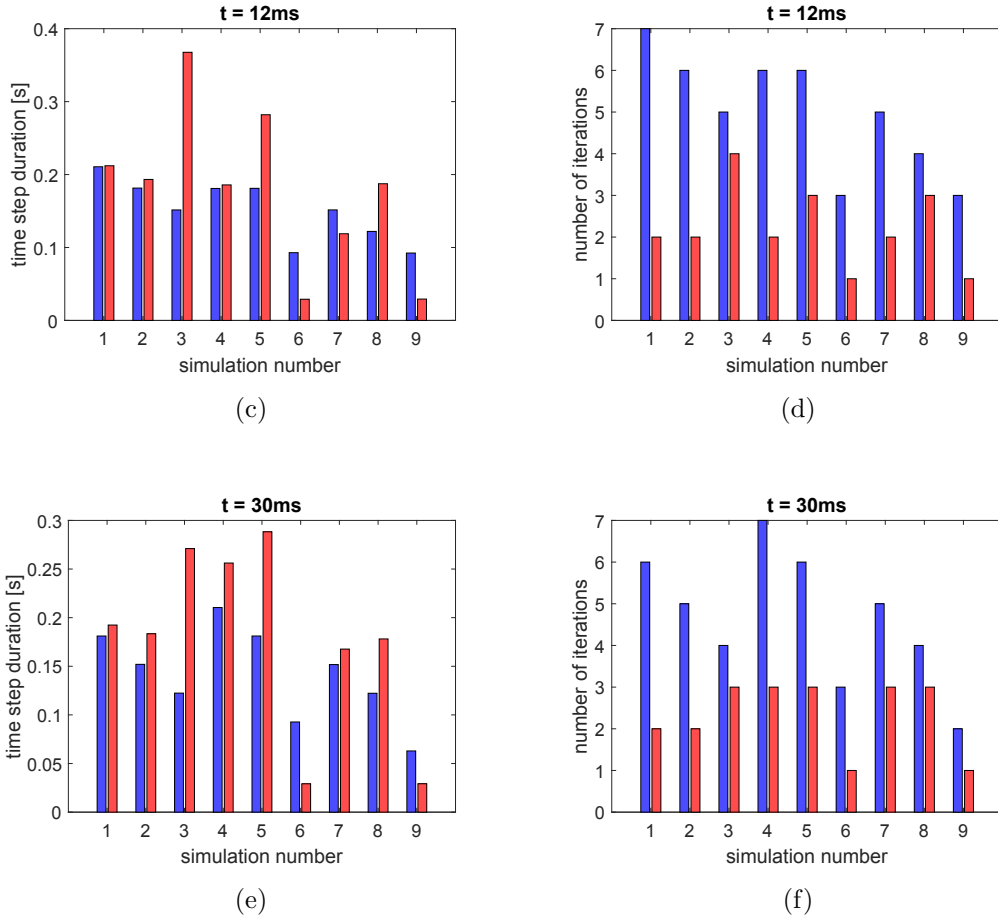 t = 12ms
time step duration [s]
0.4
0.3
0.2
0.1
0
1 2 3 4 5 6 7 8 9
simulation number
(c)
t = 12ms
number of iterations
7
6
5
4
3
2
1
0
1 2 3 4 5 6 7 8 9
simulation number
(d)
t = 30ms
time step duration [s]
0.3
0.25
0.2
0.15
0.1
0.05
0
1 2 3 4 5 6 7 8 9
simulation number
(e)
t = 30ms
number of iterations
7
6
5
4
3
2
1
0
1 2 3 4 5 6 7 8 9
simulation number
(f)